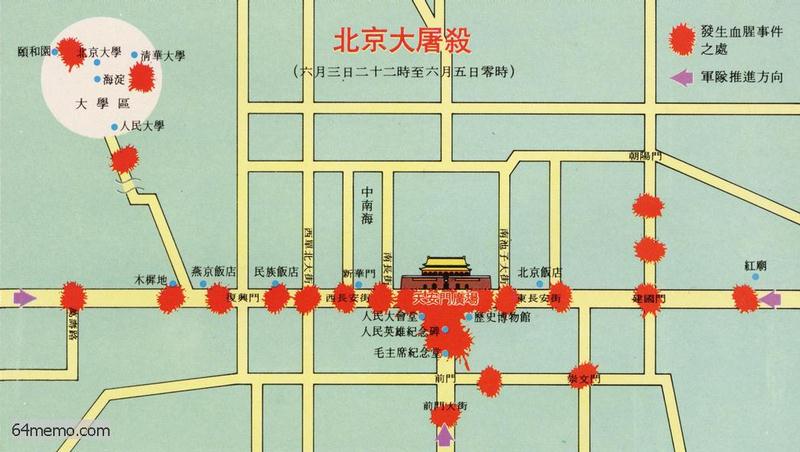 北京大屠殺
(六月三日二十二時至六月五日零時)
發生血腥事件
之處
軍隊推進方向
頤和園
北京大學
清華大學
海淀
大學區
人民大學
朝陽門
中南海
西單北大街
南長街
南池子大街
木樨地
燕京飯店
民族飯店
新華門
北京飯店
紅廟
復興門
西長安街
天安門廣場
東長安街
建國門
萬壽路
人民大會堂
歷史博物館
人民英雄紀念碑
毛主席紀念堂
前門
崇文門
前門大街
64memo.com